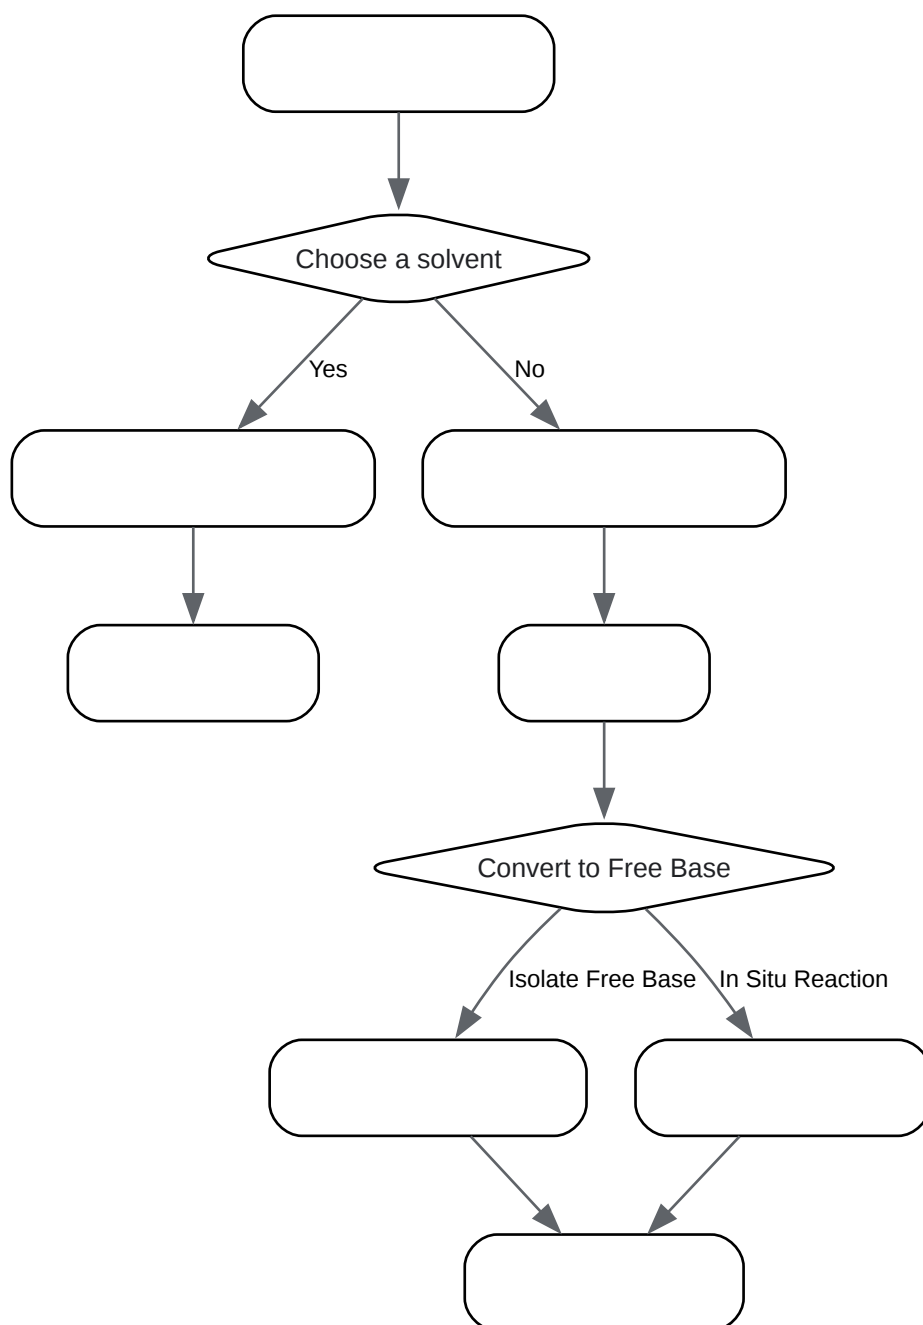 Choose a solvent
Yes
No
Convert to Free Base
Isolate Free Base
In Situ Reaction